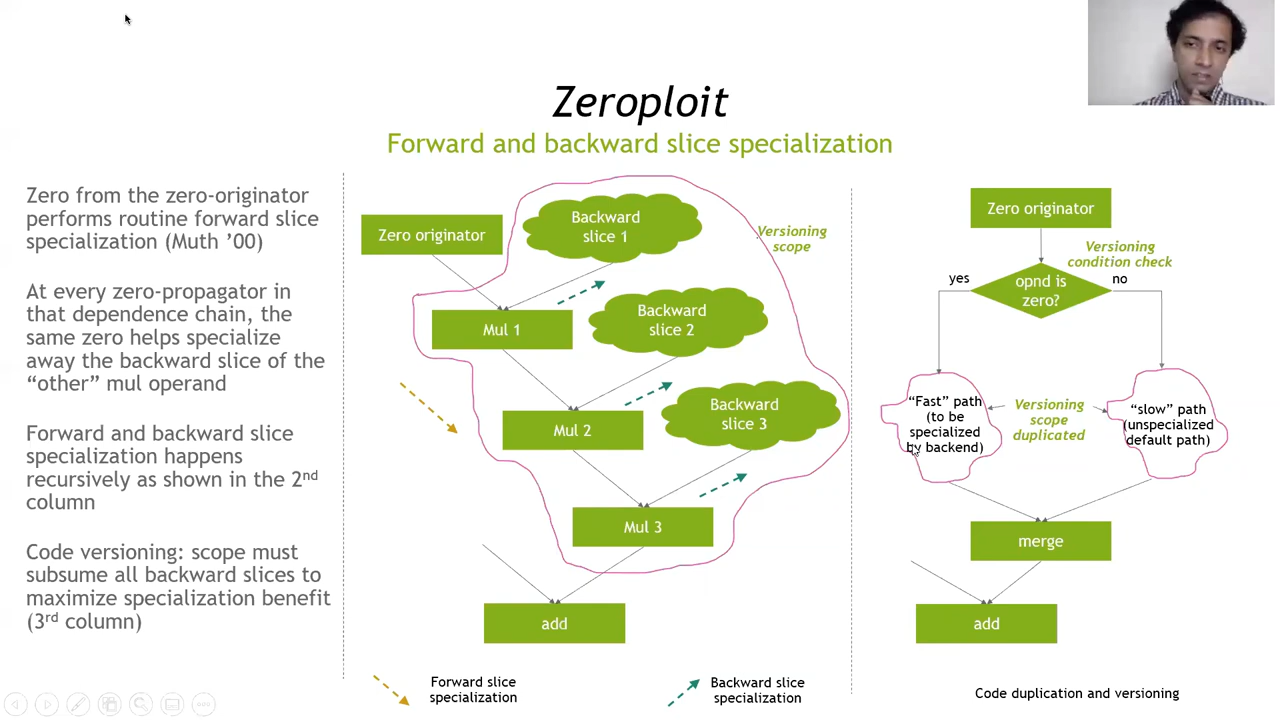 Zeroploit
Forward and backward slice specialization
Zero from the zero-originator
performs routine forward slice
specialization (Muth ’00)
At every zero-propagator in
that dependence chain, the
same zero helps specialize
away the backward slice of the
“other” mul operand
Forward and backward slice
specialization happens
recursively as shown in the 2nd
column
Code versioning: scope must
subsume all backward slices to
maximize specialization benefit
(3rd column)
Zero originator
Backward
slice 1
Versioning
scope
Mul 1
Backward
slice 2
Mul 2
Backward
slice 3
Mul 3
add
Forward slice
specialization
Backward slice
specialization
Zero originator
Versioning
condition check
yes
opnd is
zero?
no
“Fast” path
(to be
specialized
by backend)
Versioning
scope
duplicated
“slow” path
(unspecialized
default path)
merge
add
Code duplication and versioning